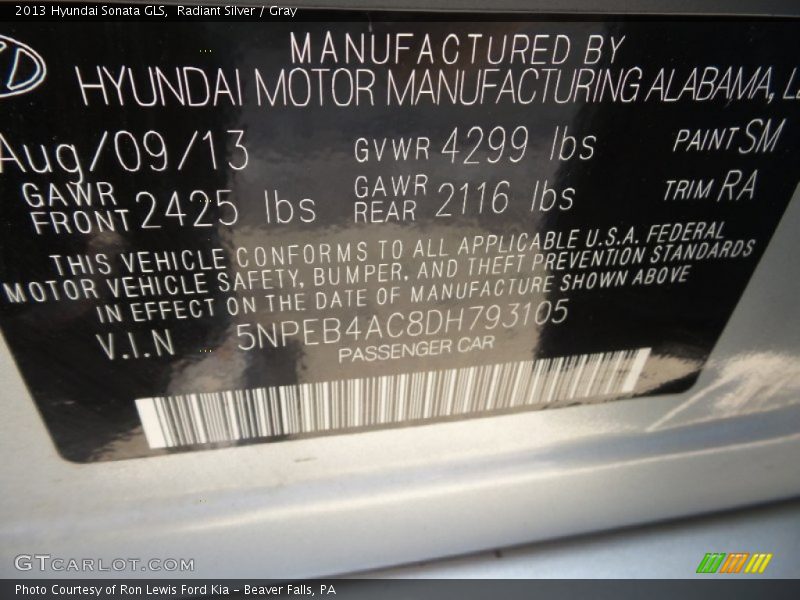 2013 Hyundai Sonata GLS,  Radiant Silver / Gray
MANUFACTURED BY
HYUNDAI MOTOR MANUFACTURING ALABAMA,
Aug/09/13 GVWR 4299 lbs PAINT SM
GAWR FRONT 2425 lbs GAWR REAR 2116 lbs TRIM RA
THIS VEHICLE CONFORMS TO ALL APPLICABLE U.S.A. FEDERAL
MOTOR VEHICLE SAFETY, BUMPER, AND THEFT PREVENTION STANDARDS
IN EFFECT ON THE DATE OF MANUFACTURE SHOWN ABOVE
V.I.N 5NPEB4AC8DH793105
PASSENGER CAR
GTCARLOT.COM
Photo Courtesy of Ron Lewis Ford Kia – Beaver Falls, PA